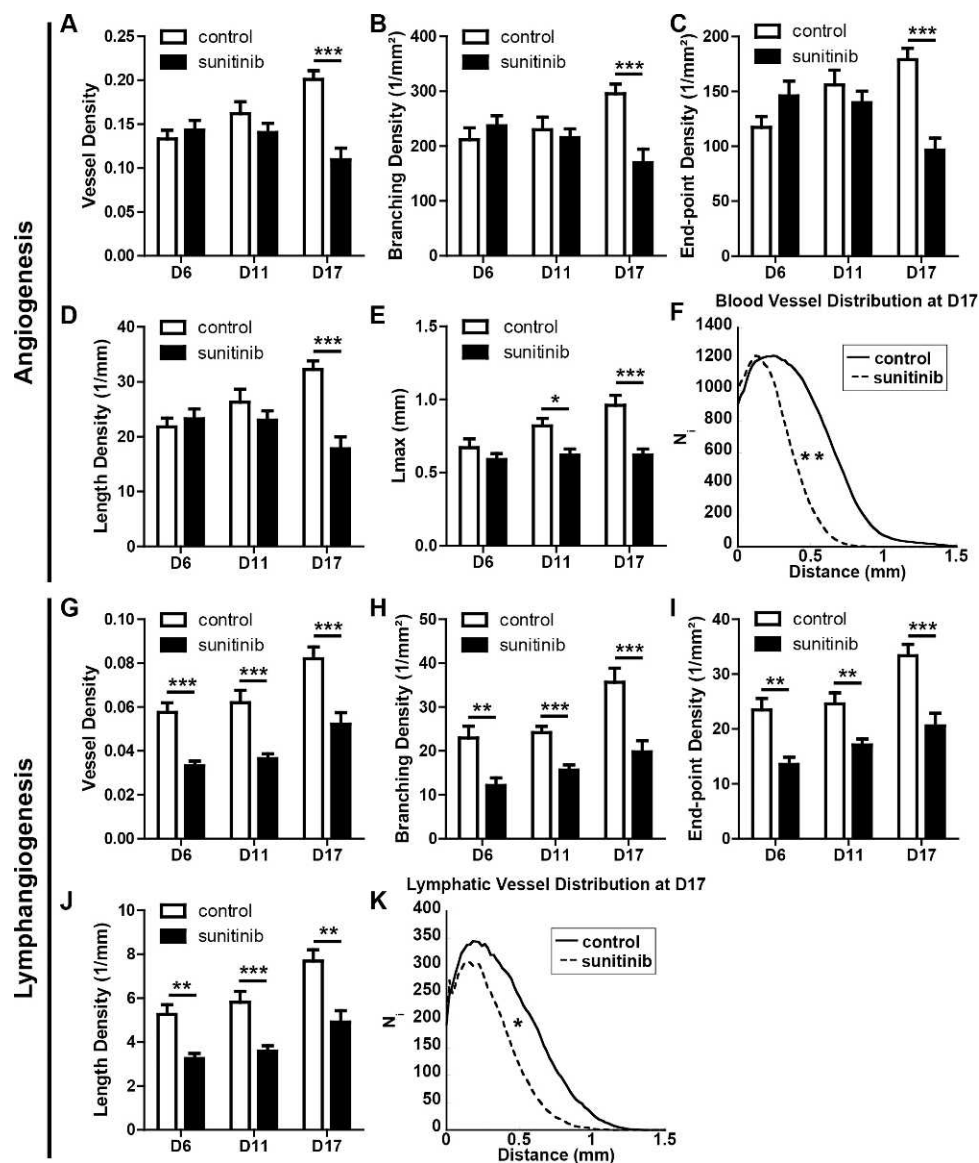 Angiogenesis
A
control
sunitinib
***
Vessel Density
0.25
0.20
0.15
0.10
0.05
0.00
D6 D11 D17
B
control
sunitinib
***
Branching Density (1/mm²)
400
300
200
100
0
D6 D11 D17
C
control
sunitinib
***
End-point Density (1/mm²)
200
150
100
50
0
D6 D11 D17
D
control
sunitinib
***
Length Density (1/mm)
40
30
20
10
0
D6 D11 D17
E
control
sunitinib
* ***
Lmax (mm)
1.5
1.0
0.5
0.0
D6 D11 D17
Blood Vessel Distribution at D17
F
control
sunitinib
**
N_i
1400
1200
1000
800
600
400
200
0
0 0.5 1 1.5
Distance (mm)
Lymphangiogenesis
G
control
sunitinib
*** *** ***
Vessel Density
0.10
0.08
0.06
0.04
0.02
0.00
D6 D11 D17
H
control
sunitinib
** *** ***
Branching Density (1/mm²)
50
40
30
20
10
0
D6 D11 D17
I
control
sunitinib
** ** ***
End-point Density (1/mm²)
40
30
20
10
0
D6 D11 D17
J
control
sunitinib
** *** **
Length Density (1/mm)
10
8
6
4
2
0
D6 D11 D17
Lymphatic Vessel Distribution at D17
K
control
sunitinib
*
N_i
400
350
300
250
200
150
100
50
0
0 0.5 1 1.5
Distance (mm)